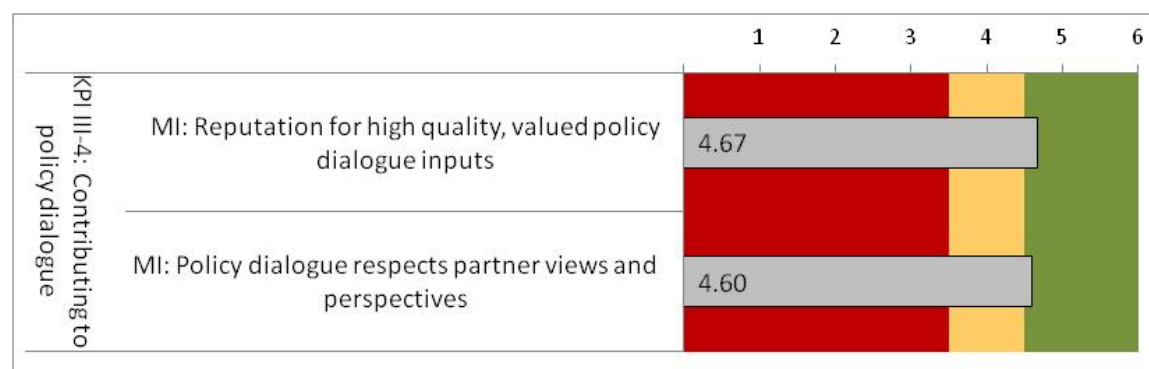 1 2 3 4 5 6
KPI III-4: Contributing to
policy dialogue
MI: Reputation for high quality, valued policy
dialogue inputs
4.67
MI: Policy dialogue respects partner views and
perspectives
4.60